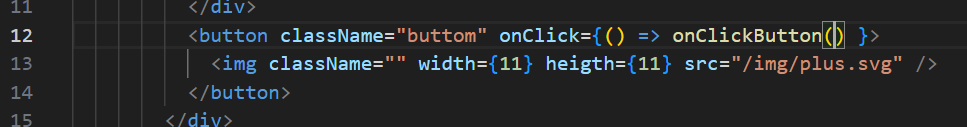 11 </div>
12 <button className="buttom" onClick={() => onClickButton() }>
13 <img className="" width={11} heigth={11} src="/img/plus.svg" />
14 </button>
15 </div>